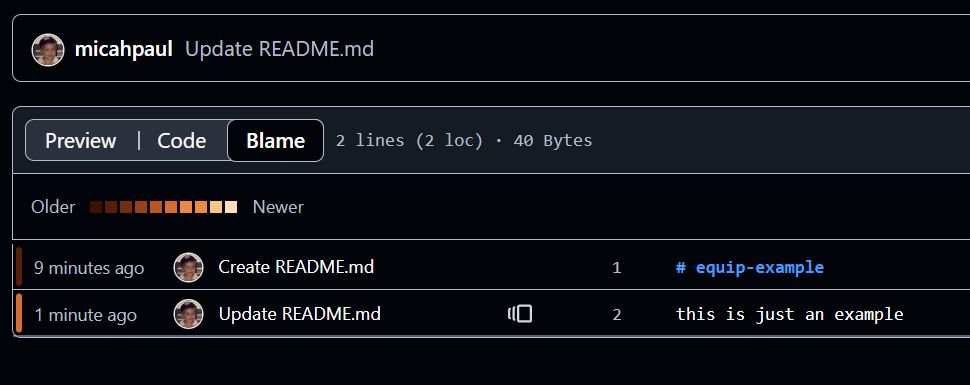 micahpaul Update README.md
Preview | Code Blame 2 lines (2 loc) · 40 Bytes
Older Newer
9 minutes ago Create README.md 1 # equip-example
1 minute ago Update README.md 2 this is just an example